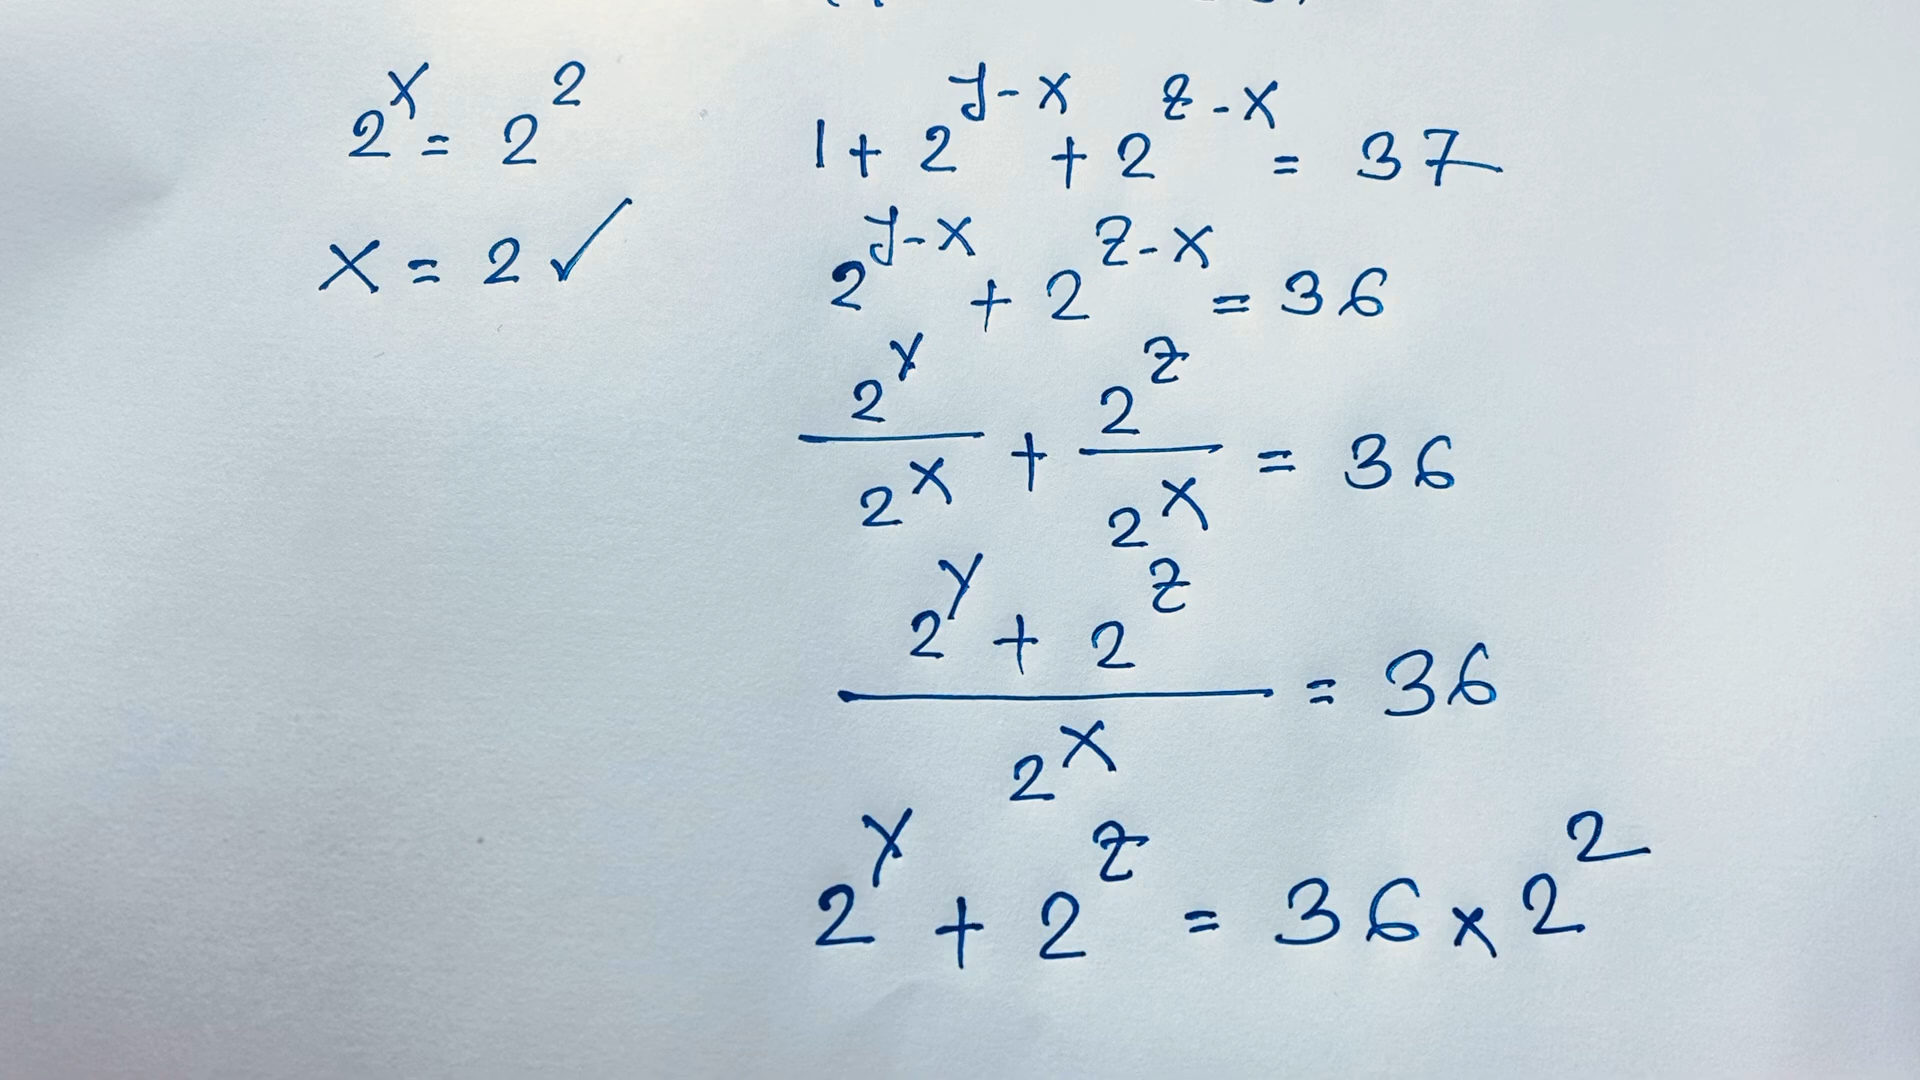 2^x = 2^2
x = 2 ✓
1 + 2^(y-x) + 2^(z-x) = 37
2^(y-x) + 2^(z-x) = 36
2^y/2^x + 2^z/2^x = 36
(2^y + 2^z)/2^x = 36
2^y + 2^z = 36 × 2^2